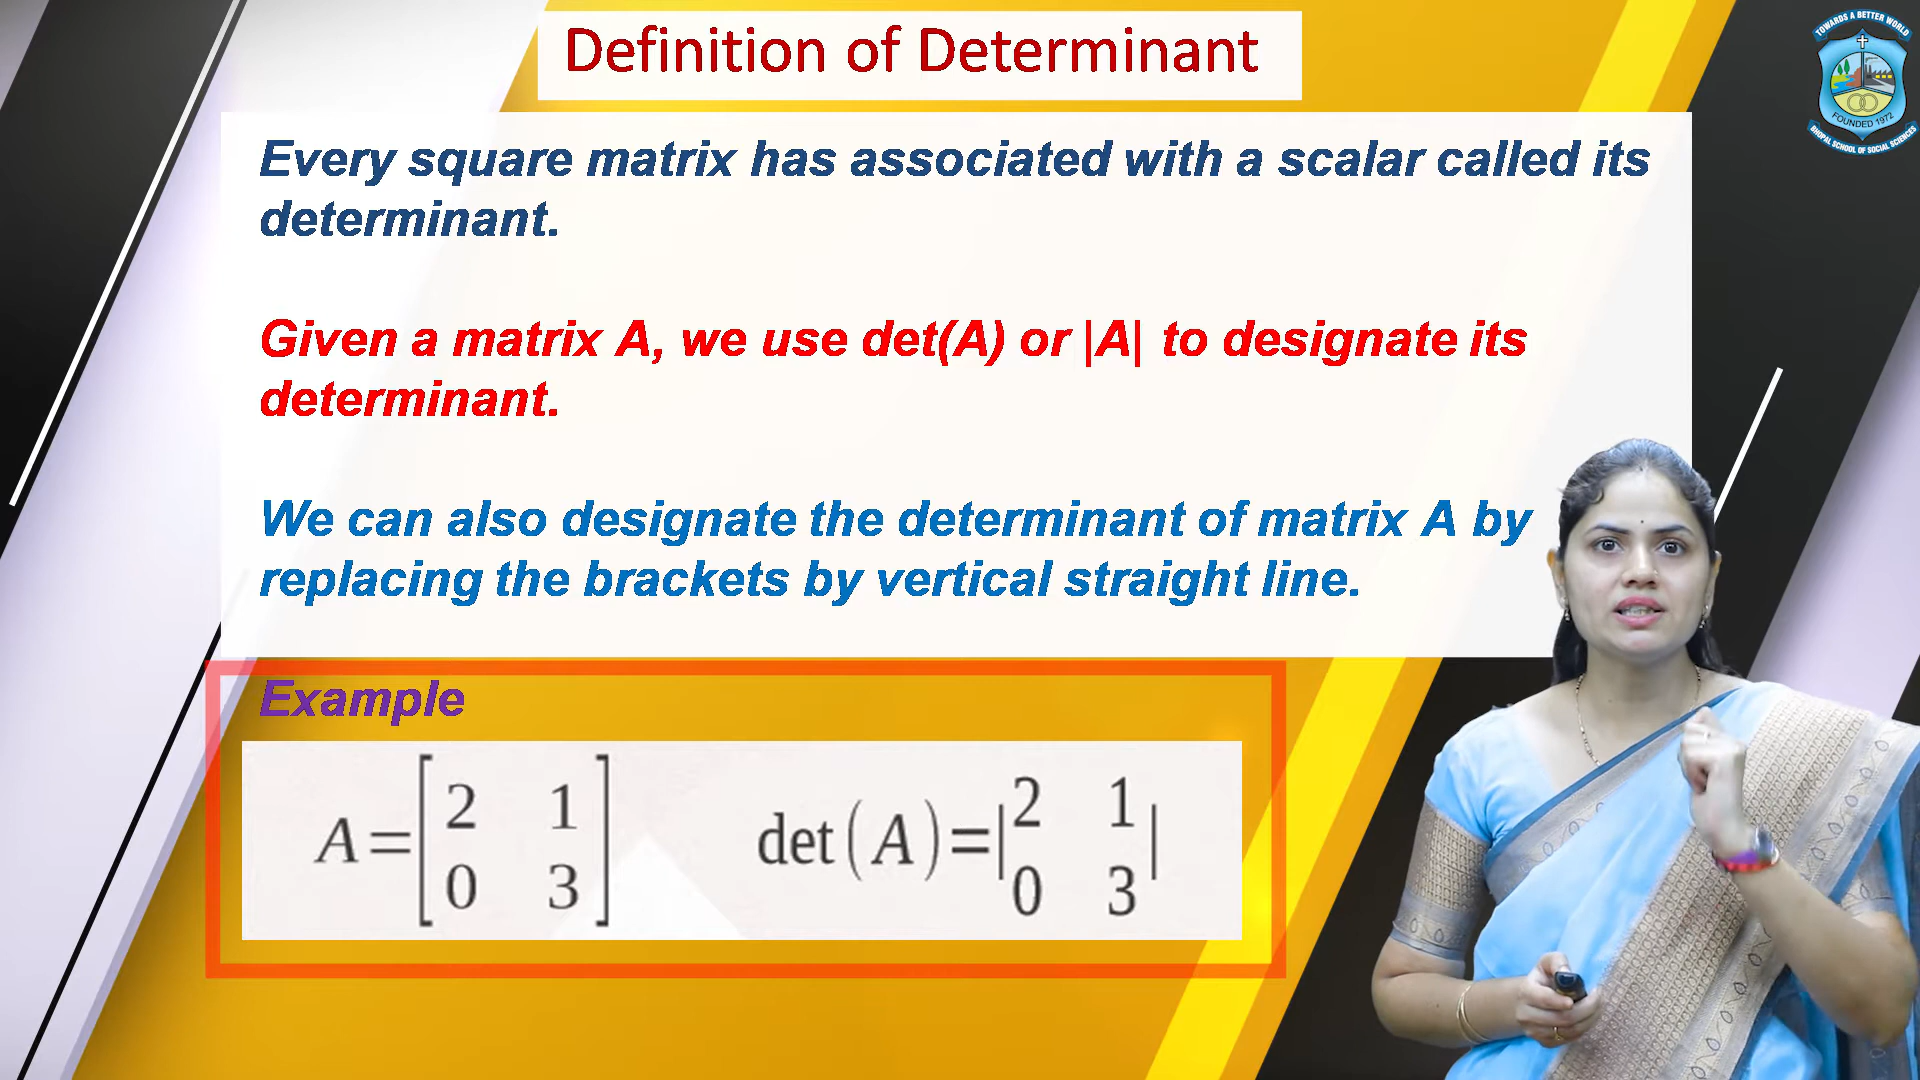 Definition of Determinant
TOWARDS A BETTER WORLD
FOUNDED 1972
BHOPAL SCHOOL OF SOCIAL SCIENCES
Every square matrix has associated with a scalar called its
determinant.
Given a matrix A, we use det(A) or |A| to designate its
determinant.
We can also designate the determinant of matrix A by
replacing the brackets by vertical straight line.
Example
A=[2 1
0 3]
det(A)=|2 1
0 3|